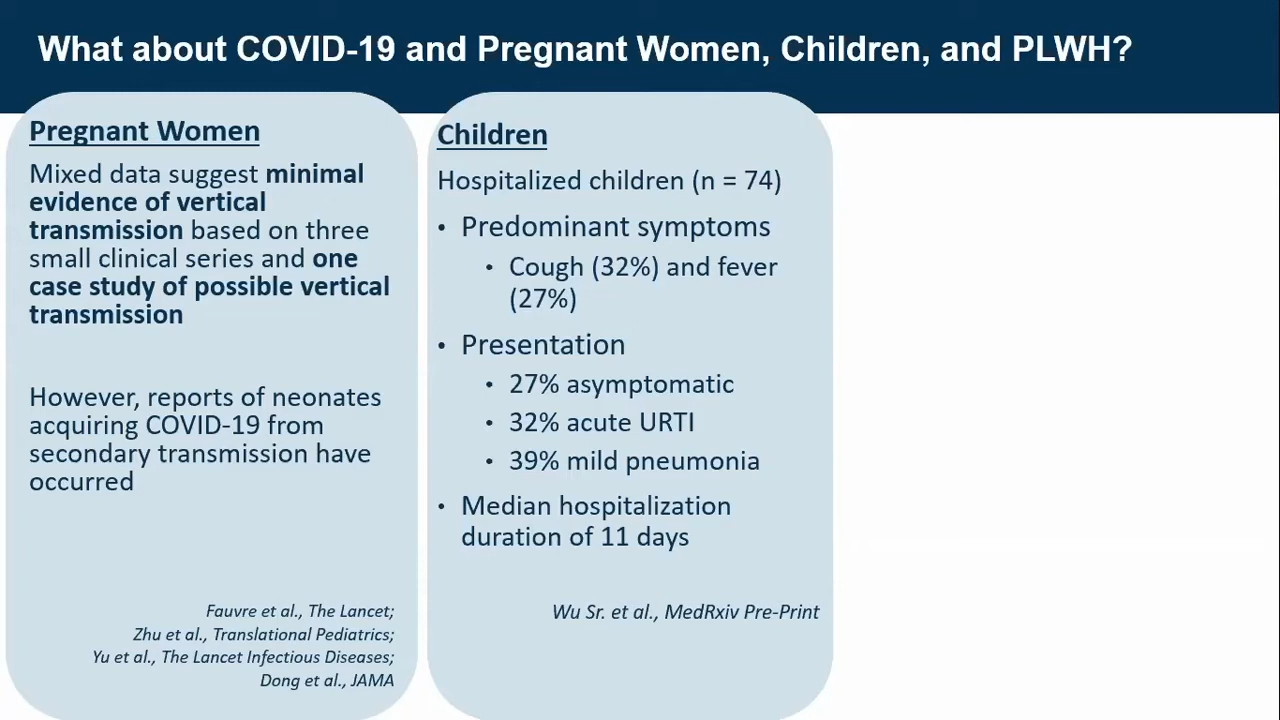 What about COVID-19 and Pregnant Women, Children, and PLWH?
Pregnant Women
Mixed data suggest minimal
evidence of vertical
transmission based on three
small clinical series and one
case study of possible vertical
transmission
However, reports of neonates
acquiring COVID-19 from
secondary transmission have
occurred
Fauvre et al., The Lancet;
Zhu et al., Translational Pediatrics;
Yu et al., The Lancet Infectious Diseases;
Dong et al., JAMA
Children
Hospitalized children (n = 74)
• Predominant symptoms
• Cough (32%) and fever
(27%)
• Presentation
• 27% asymptomatic
• 32% acute URTI
• 39% mild pneumonia
• Median hospitalization
duration of 11 days
Wu Sr. et al., MedRxiv Pre-Print